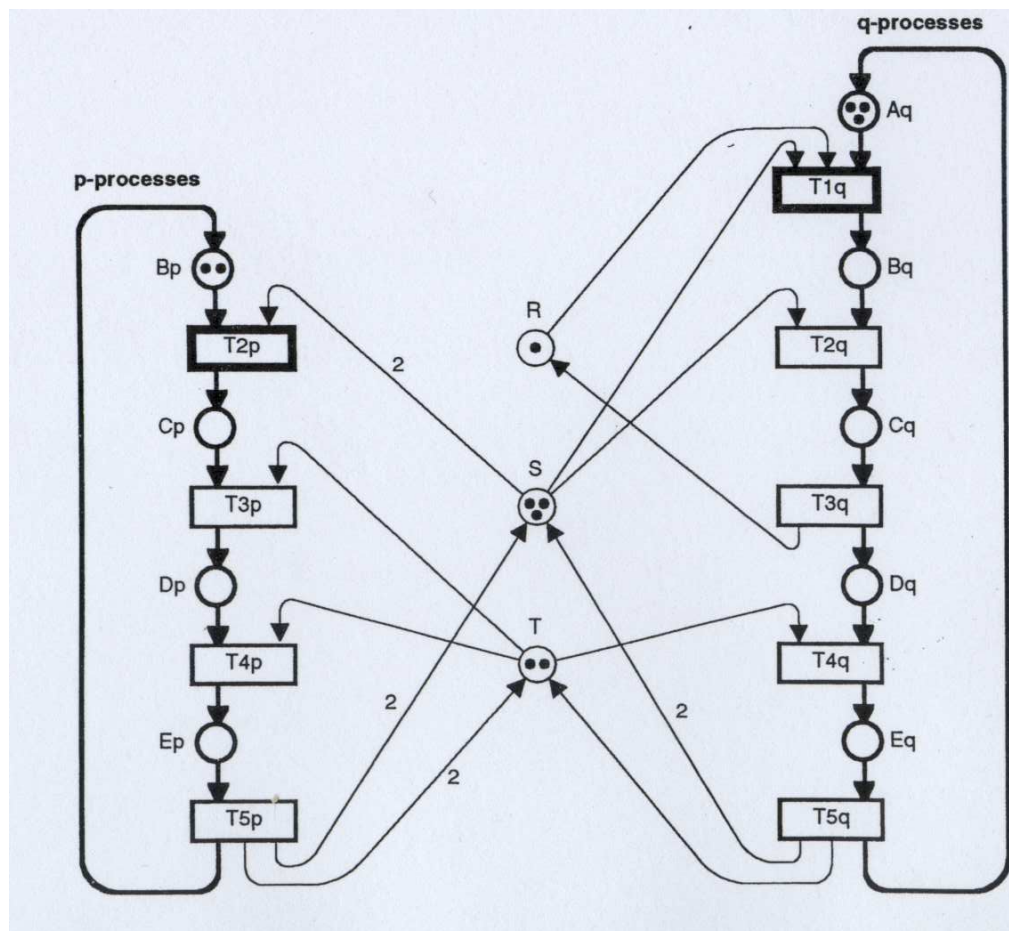 q-processes
Aq
p-processes
T1q
Bp
Bq
R
T2p
2
T2q
Cp
Cq
S
T3p
T3q
Dp
Dq
T
T4p
T4q
2
2
Ep
Eq
2
T5p
T5q